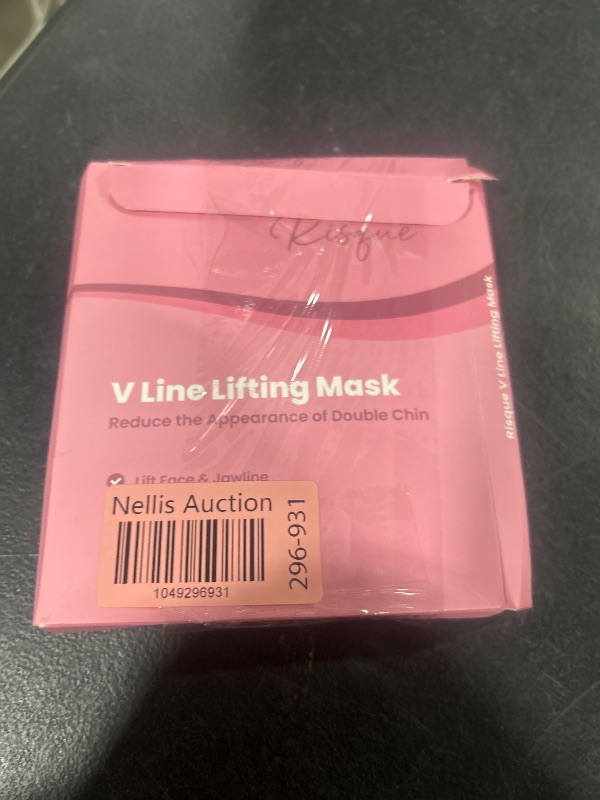 Risque
V Line Lifting Mask
Reduce the Appearance of Double Chin
Lift Face & Jawline
Nellis Auction
1049296931
296-931
Risque V Line Lifting Mask